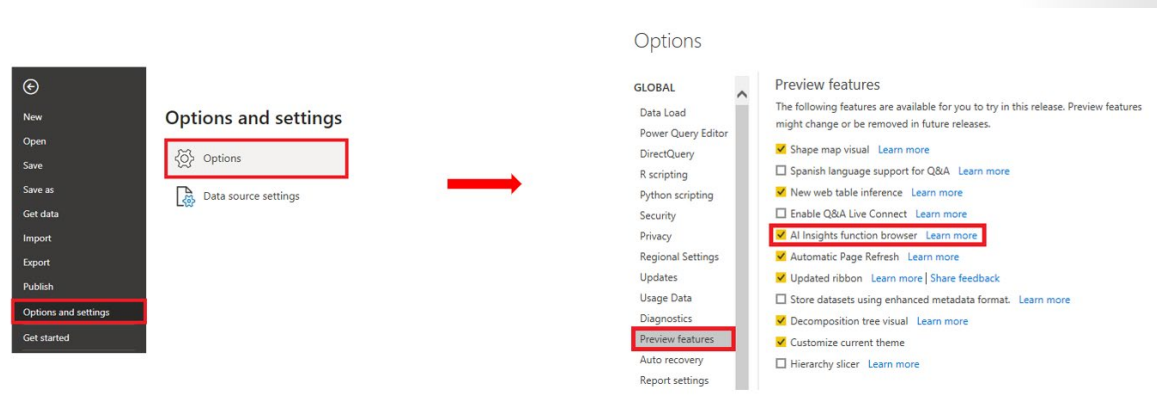 New
Open
Save
Save as
Get data
Import
Export
Publish
Options and settings
Get started
Options and settings
Options
Data source settings
Options
GLOBAL
Data Load
Power Query Editor
DirectQuery
R scripting
Python scripting
Security
Privacy
Regional Settings
Updates
Usage Data
Diagnostics
Preview features
Auto recovery
Report settings
Preview features
The following features are available for you to try in this release. Preview features
might change or be removed in future releases.
Shape map visual Learn more
Spanish language support for Q&A Learn more
New web table inference Learn more
Enable Q&A Live Connect Learn more
AI Insights function browser Learn more
Automatic Page Refresh Learn more
Updated ribbon Learn more | Share feedback
Store datasets using enhanced metadata format. Learn more
Decomposition tree visual Learn more
Customize current theme
Hierarchy slicer Learn more